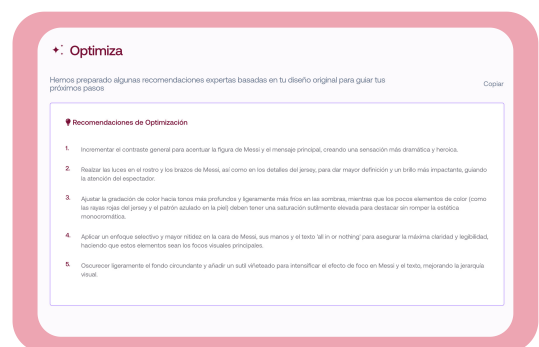 Optimiza
Hemos preparado algunas recomendaciones expertas basadas en tu diseño original para guiar tus
próximos pasos
Copiar
Recomendaciones de Optimización
1. Incrementar el contraste general para acentuar la figura de Messi y el mensaje principal, creando una sensación más dramática y heroica.
2. Realzar las luces en el rostro y los brazos de Messi, así como en los detalles del jersey, para dar mayor definición y un brillo más impactante, guiando
la atención del espectador.
3. Ajustar la gradación de color hacia tonos más profundos y ligeramente más fríos en las sombras, mientras que los pocos elementos de color (como
las rayas rojas del jersey y el patrón azulado en la piel) deben tener una saturación sutilmente elevada para destacar sin romper la estética
monocromática.
4. Aplicar un enfoque selectivo y mayor nitidez en la cara de Messi, sus manos y el texto 'all in or nothing' para asegurar la máxima claridad y legibilidad,
haciendo que estos elementos sean los focos visuales principales.
5. Oscurecer ligeramente el fondo circundante y añadir un sutil viñeteado para intensificar el efecto de foco en Messi y el texto, mejorando la jerarquía
visual.